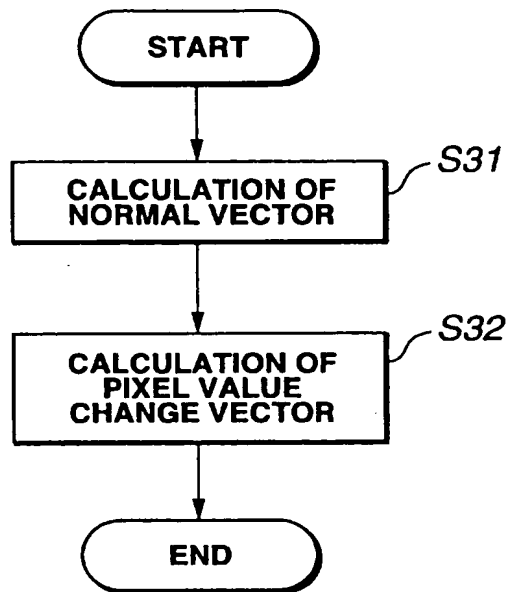 START
S31
CALCULATION OF
NORMAL VECTOR
S32
CALCULATION OF
PIXEL VALUE
CHANGE VECTOR
END